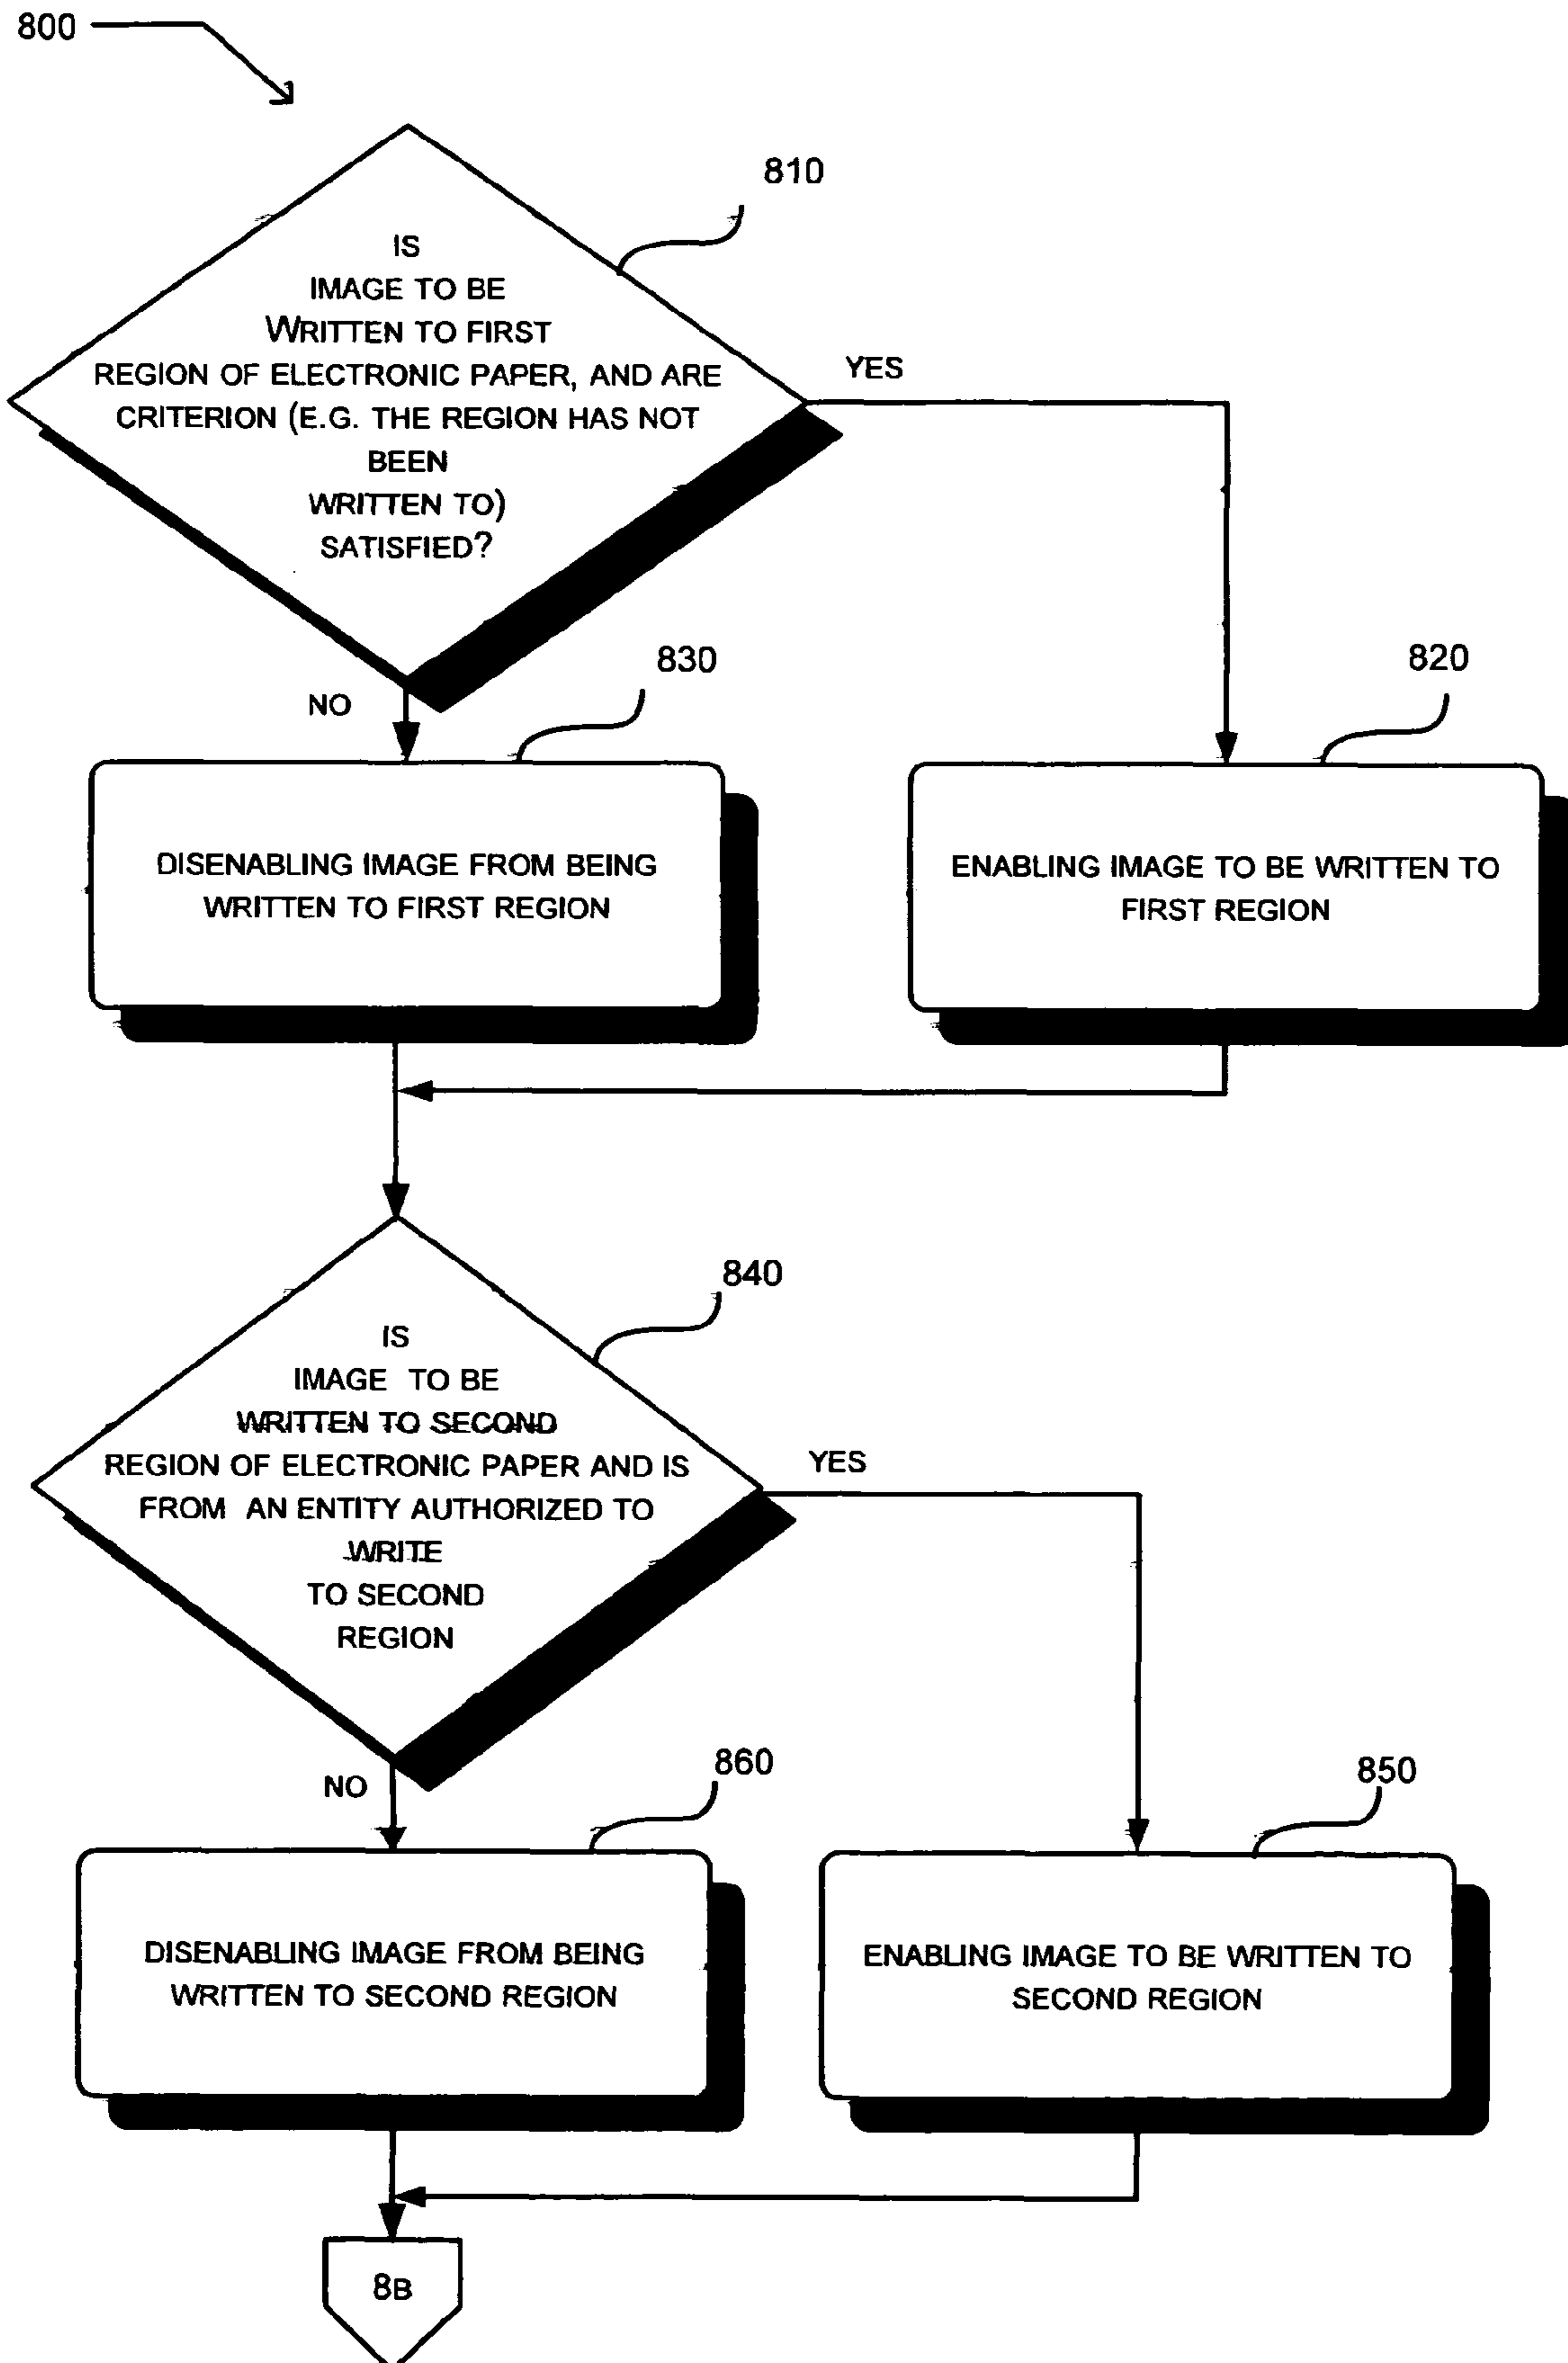 800
810
IS
IMAGE TO BE
WRITTEN TO FIRST
REGION OF ELECTRONIC PAPER, AND ARE
CRITERION (E.G. THE REGION HAS NOT
BEEN
WRITTEN TO)
SATISFIED?
YES
NO
830
820
DISENABLING IMAGE FROM BEING
WRITTEN TO FIRST REGION
ENABLING IMAGE TO BE WRITTEN TO
FIRST REGION
840
IS
IMAGE TO BE
WRITTEN TO SECOND
REGION OF ELECTRONIC PAPER AND IS
FROM AN ENTITY AUTHORIZED TO
WRITE
TO SECOND
REGION
YES
NO
860
850
DISENABLING IMAGE FROM BEING
WRITTEN TO SECOND REGION
ENABLING IMAGE TO BE WRITTEN TO
SECOND REGION
8B